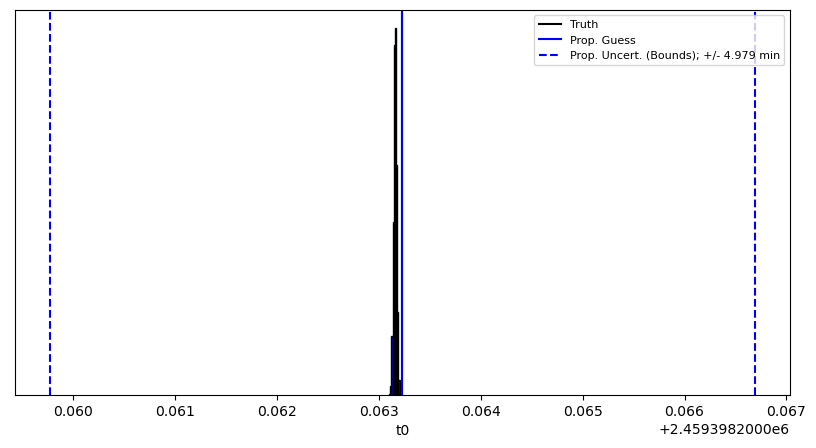 Truth
Prop. Guess
Prop. Uncert. (Bounds); +/- 4.979 min
0.060 0.061 0.062 0.063 0.064 0.065 0.066 0.067
t0 +2.4593982000e6